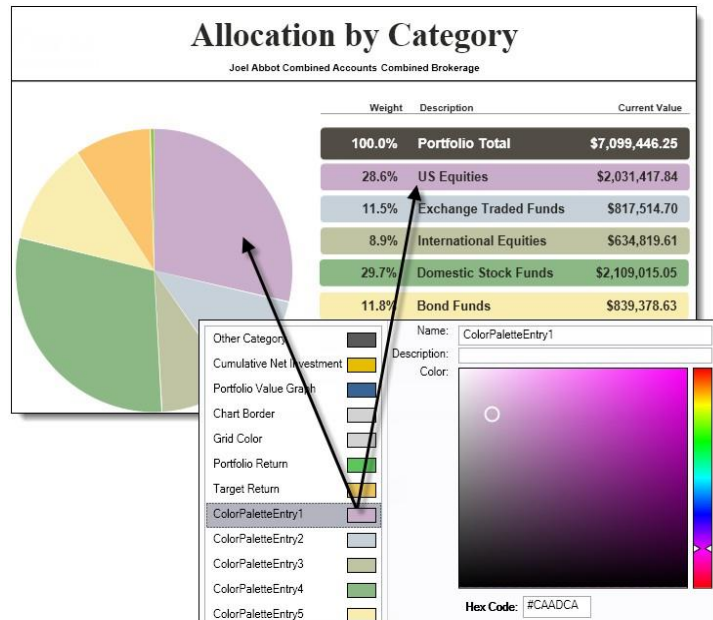 Allocation by Category
Joel Abbot Combined Accounts Combined Brokerage
Weight Description Current Value
100.0% Portfolio Total $7,099,446.25
28.6% US Equities $2,031,417.84
11.5% Exchange Traded Funds $817,514.70
8.9% International Equities $634,819.61
29.7% Domestic Stock Funds $2,109,015.05
11.8% Bond Funds $839,378.63
Other Category
Cumulative Net Investment
Portfolio Value Graph
Chart Border
Grid Color
Portfolio Return
Target Return
ColorPaletteEntry1
ColorPaletteEntry2
ColorPaletteEntry3
ColorPaletteEntry4
ColorPaletteEntry5
Name: ColorPaletteEntry1
Description:
Color:
Hex Code: #CAADCA